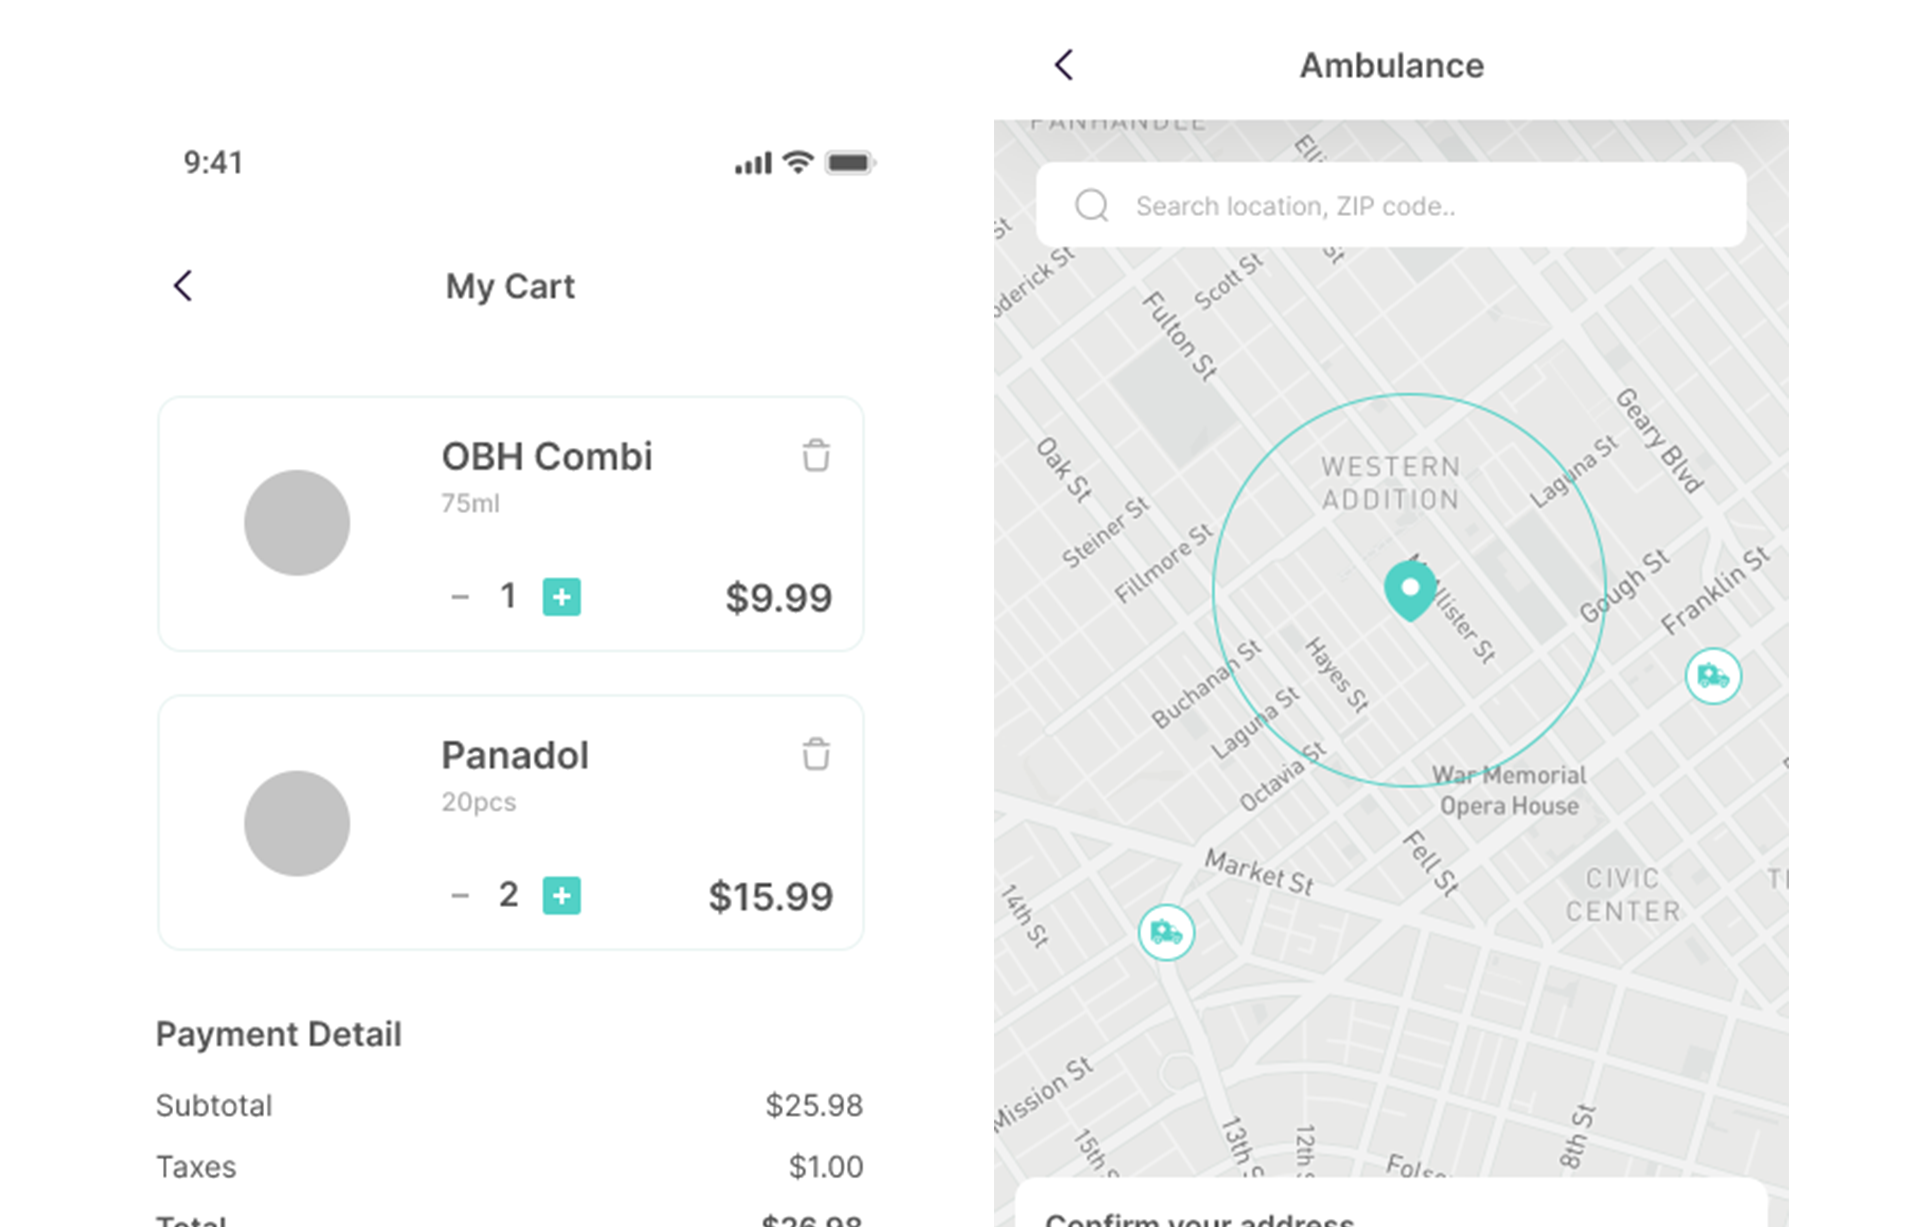 9:41
My Cart
OBH Combi
75ml
1
$9.99
Panadol
20pcs
2
$15.99
Payment Detail
Subtotal $25.98
Taxes $1.00
Total $26.98
Ambulance
PANHANDLE
Search location, ZIP code..
St
St
Scott St
Fulton St
Geary Blvd
WESTERN
ADDITION
Laguna St
Oak St
Steiner St
Fillmore St
Gough St
Franklin St
Buchanan St
Hayes St
Laguna St
Octavia St
War Memorial
Opera House
Fell St
Market St
CIVIC
CENTER
14th St
Mission St
15th
13th
12th
8th St
Confirm your address